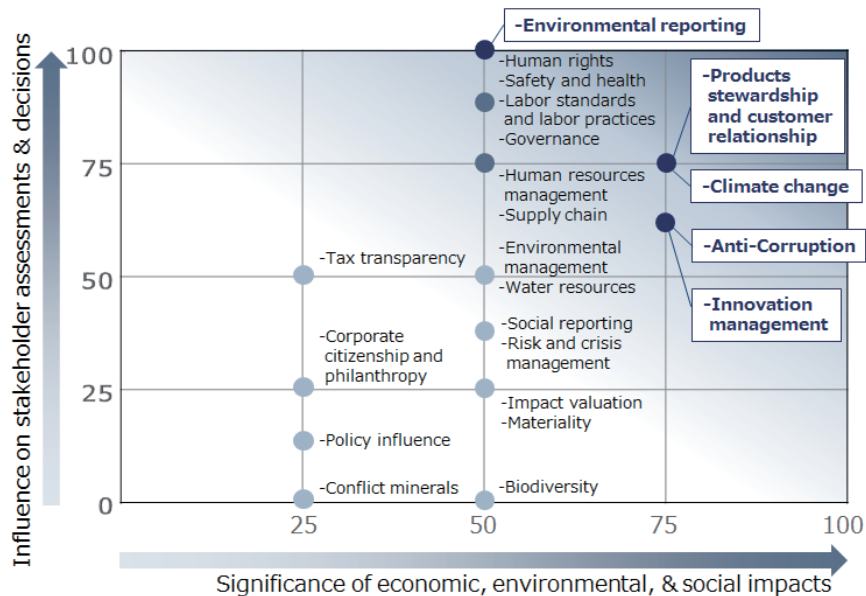 -Environmental reporting
100
-Human rights
-Safety and health
-Labor standards
and labor practices
-Governance
-Products
stewardship
and customer
relationship
75
-Human resources
management
-Supply chain
-Climate change
-Tax transparency
-Environmental
management
-Water resources
-Anti-Corruption
50
-Innovation
management
-Corporate
citizenship and
philanthropy
-Social reporting
-Risk and crisis
management
25
-Impact valuation
-Materiality
-Policy influence
-Conflict minerals
-Biodiversity
0
25
50
75
100
Influence on stakeholder assessments & decisions
Significance of economic, environmental, & social impacts